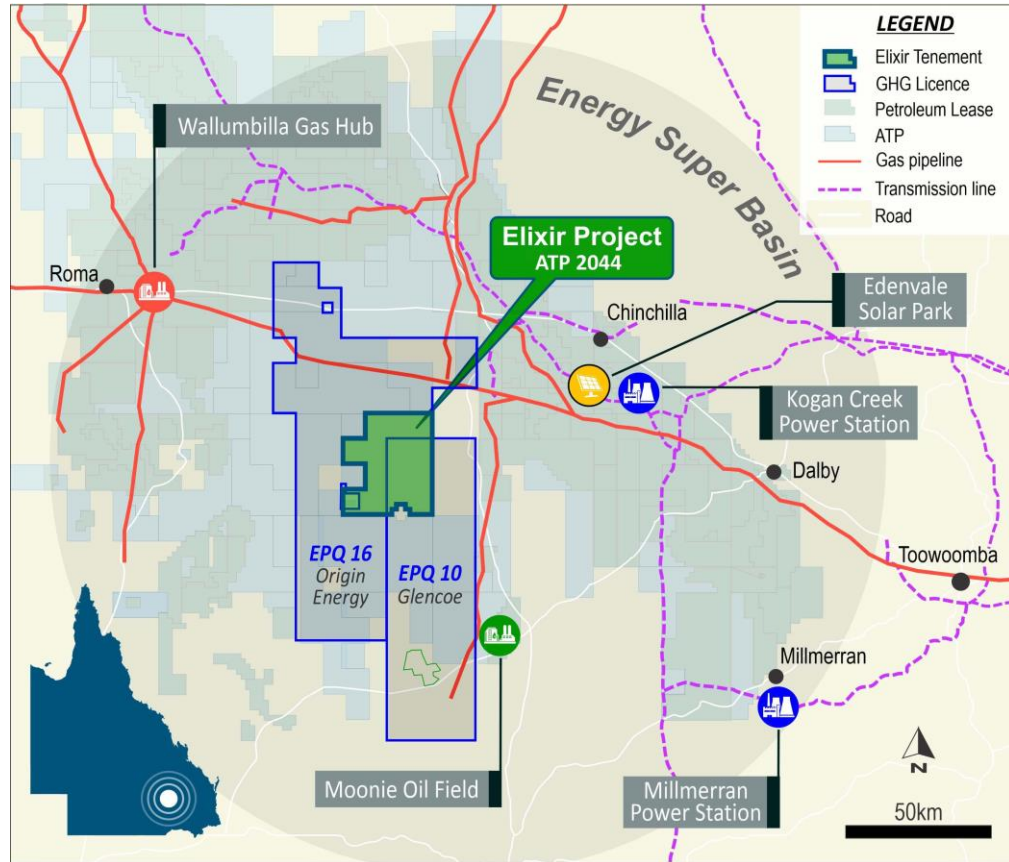 LEGEND
Elixir Tenement
GHG Licence
Petroleum Lease
ATP
Gas pipeline
Transmission line
Road
Energy Super Basin
Wallumbilla Gas Hub
Elixir Project
ATP 2044
Roma
Edenvale
Solar Park
Chinchilla
Kogan Creek
Power Station
Dalby
EPQ 16
Origin
Energy
EPQ 10
Glencoe
Toowoomba
Millmerran
Moonie Oil Field
Millmerran
Power Station
N
50km